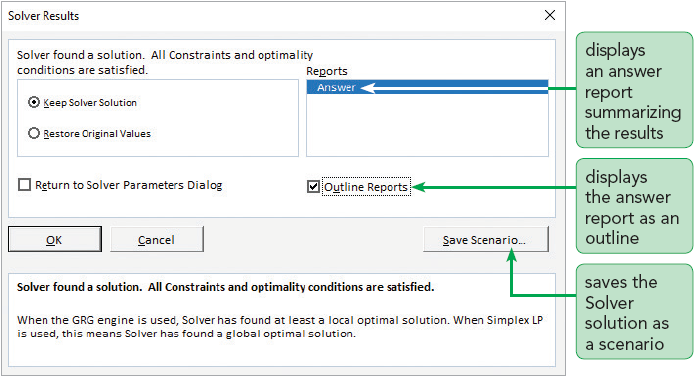 Solver Results
Solver found a solution. All Constraints and optimality
conditions are satisfied.
Reports
Answer
Keep Solver Solution
Restore Original Values
Return to Solver Parameters Dialog
Outline Reports
OK
Cancel
Save Scenario...
Solver found a solution. All Constraints and optimality conditions are satisfied.
When the GRG engine is used, Solver has found at least a local optimal solution. When Simplex LP
is used, this means Solver has found a global optimal solution.
displays
an answer
report
summarizing
the results
displays
the answer
report as an
outline
saves the
Solver
solution as
a scenario